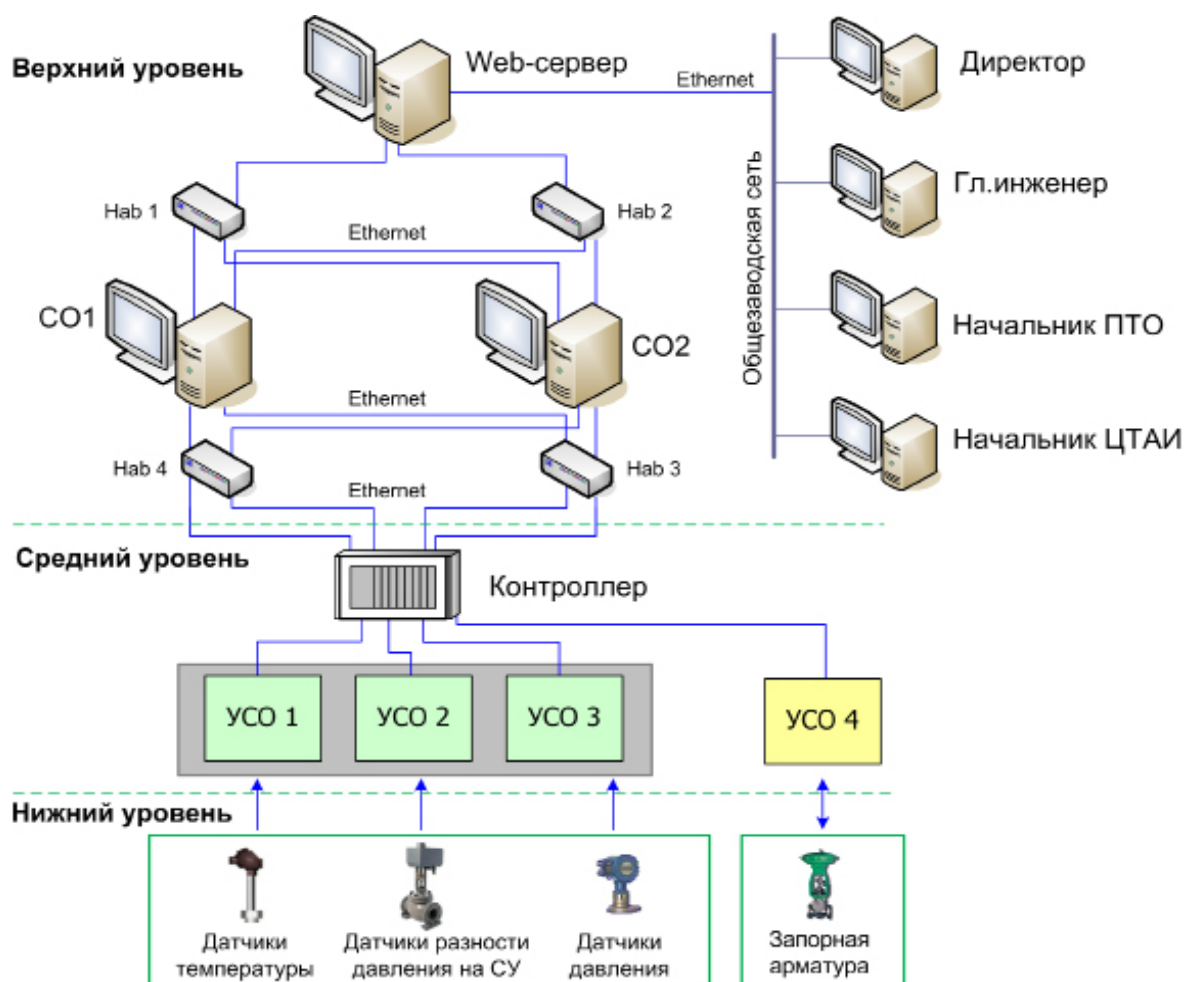 Верхний уровень
Web-сервер
Ethernet
Директор
Общезаводская сеть
Гл.инженер
Hab 1
Hab 2
Ethernet
СО1
СО2
Начальник ПТО
Ethernet
Начальник ЦТАИ
Hab 4
Hab 3
Ethernet
Средний уровень
Контроллер
УСО 1
УСО 2
УСО 3
УСО 4
Нижний уровень
Датчики
температуры
Датчики разности
давления на СУ
Датчики
давления
Запорная
арматура